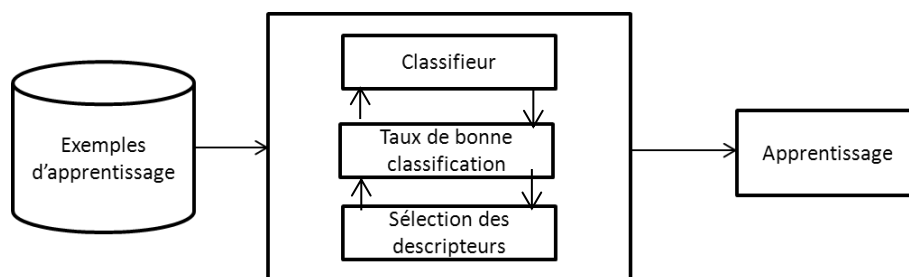 Exemples
d'apprentissage
Classifieur
Taux de bonne
classification
Sélection des
descripteurs
Apprentissage